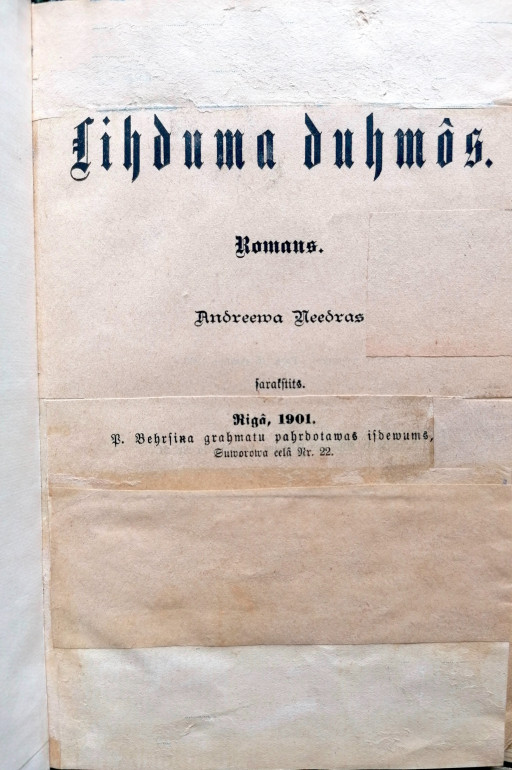 Lihduma duhmôs.
Romans.
Andreewa Needras
ſarakſtits.
Rigâ, 1901.
P. Behrſiņa grahmatu pahrdotawas iſdewums,
Suworowa eelâ Nr. 22.